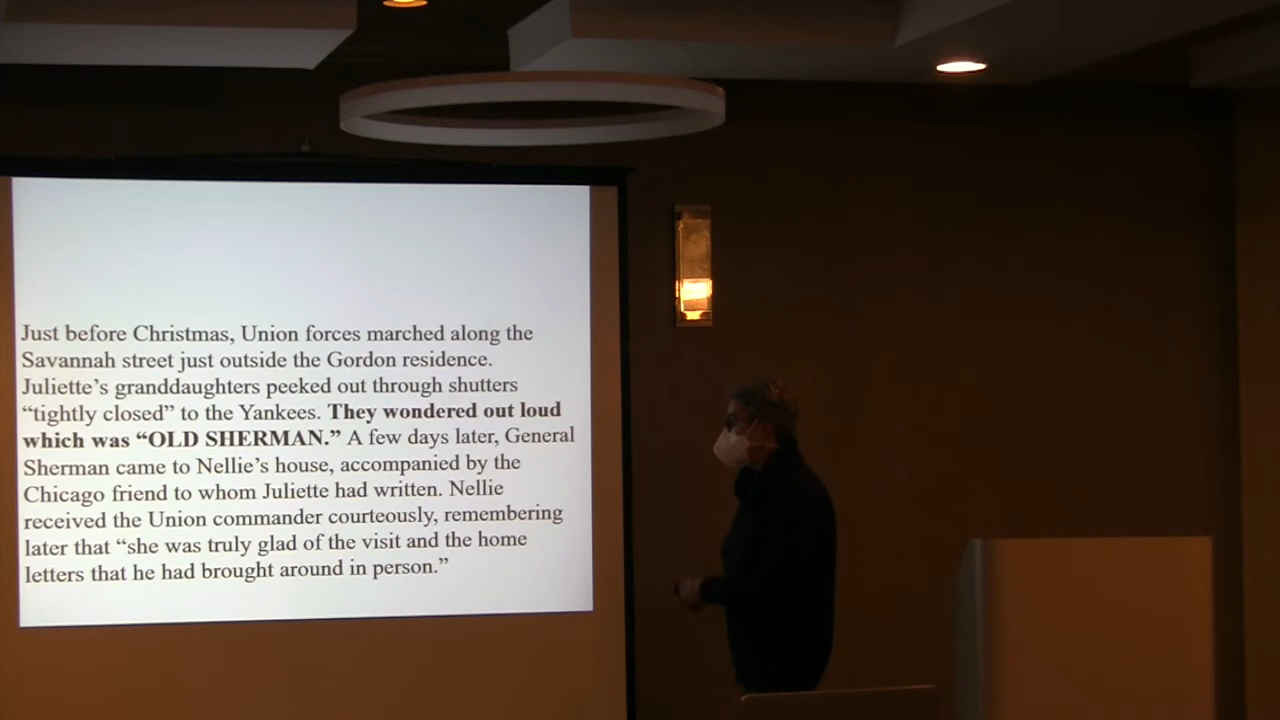 Just before Christmas, Union forces marched along the
Savannah street just outside the Gordon residence.
Juliette’s granddaughters peeked out through shutters
“tightly closed” to the Yankees. They wondered out loud
which was “OLD SHERMAN.” A few days later, General
Sherman came to Nellie’s house, accompanied by the
Chicago friend to whom Juliette had written. Nellie
received the Union commander courteously, remembering
later that “she was truly glad of the visit and the home
letters that he had brought around in person.”